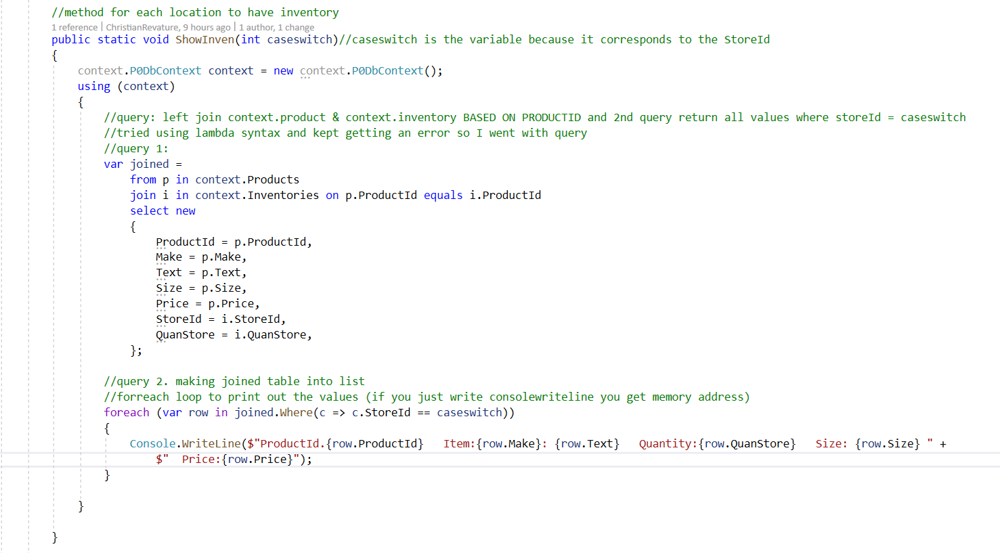 //method for each location to have inventory
1 reference | ChristianRevature, 9 hours ago | 1 author, 1 change
public static void ShowInven(int caseswitch)//caseswitch is the variable because it corresponds to the StoreId
{
context.P0DbContext context = new context.P0DbContext();
using (context)
{
//query: left join context.product & context.inventory BASED ON PRODUCTID and 2nd query return all values where storeId = caseswitch
//tried using lambda syntax and kept getting an error so I went with query
//query 1:
var joined =
from p in context.Products
join i in context.Inventories on p.ProductId equals i.ProductId
select new
{
ProductId = p.ProductId,
Make = p.Make,
Text = p.Text,
Size = p.Size,
Price = p.Price,
StoreId = i.StoreId,
QuanStore = i.QuanStore,
};
//query 2. making joined table into list
//forreach loop to print out the values (if you just write consolewriteline you get memory address)
foreach (var row in joined.Where(c => c.StoreId == caseswitch))
{
Console.WriteLine($"ProductId.{row.ProductId}   Item:{row.Make}: {row.Text}   Quantity:{row.QuanStore}   Size: {row.Size} " +
$"  Price:{row.Price}");
}
}
}